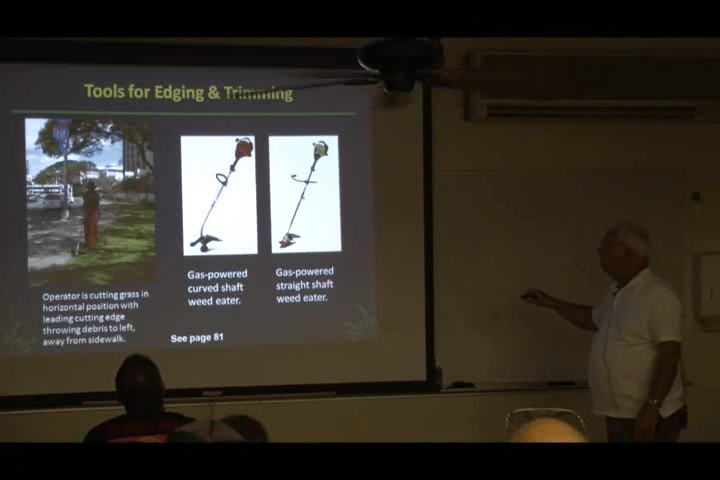 Tools for Edging & Trimming
Operator is cutting grass in
horizontal position with
leading cutting edge
throwing debris to left,
away from sidewalk.
Gas-powered
curved shaft
weed eater.
Gas-powered
straight shaft
weed eater.
See page 81